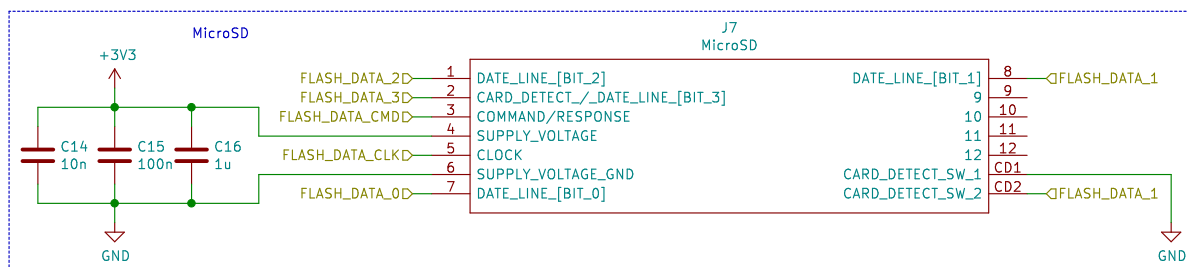 MicroSD
J7
MicroSD
+3V3
C14
10n
C15
100n
C16
1u
FLASH_DATA_2 1 DATE_LINE_[BIT_2]
FLASH_DATA_3 2 CARD_DETECT_/_DATE_LINE_[BIT_3]
FLASH_DATA_CMD 3 COMMAND/RESPONSE
4 SUPPLY_VOLTAGE
FLASH_DATA_CLK 5 CLOCK
6 SUPPLY_VOLTAGE_GND
FLASH_DATA_0 7 DATE_LINE_[BIT_0]
DATE_LINE_[BIT_1] 8 FLASH_DATA_1
9 9
10 10
11 11
12 12
CARD_DETECT_SW_1 CD1
CARD_DETECT_SW_2 CD2 FLASH_DATA_1
GND
GND